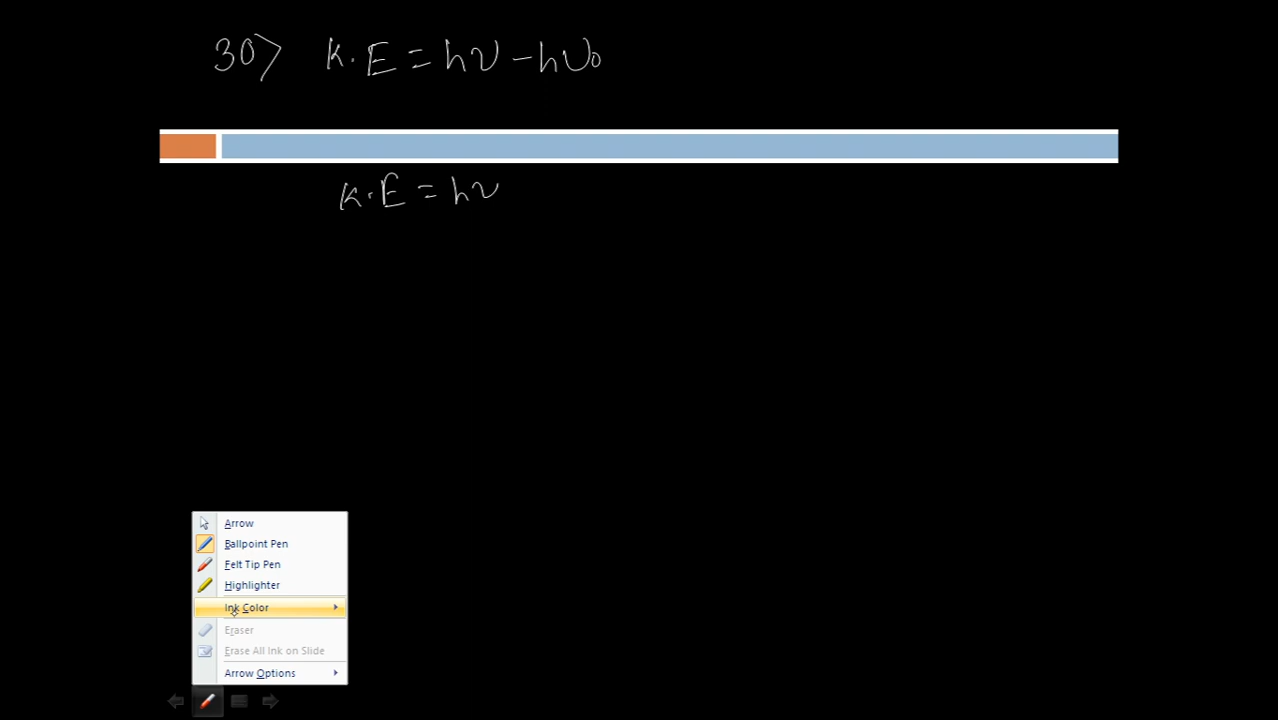 30> K.E = hν - hν₀
K.E = hν
Arrow
Ballpoint Pen
Felt Tip Pen
Highlighter
Ink Color
Eraser
Erase All Ink on Slide
Arrow Options